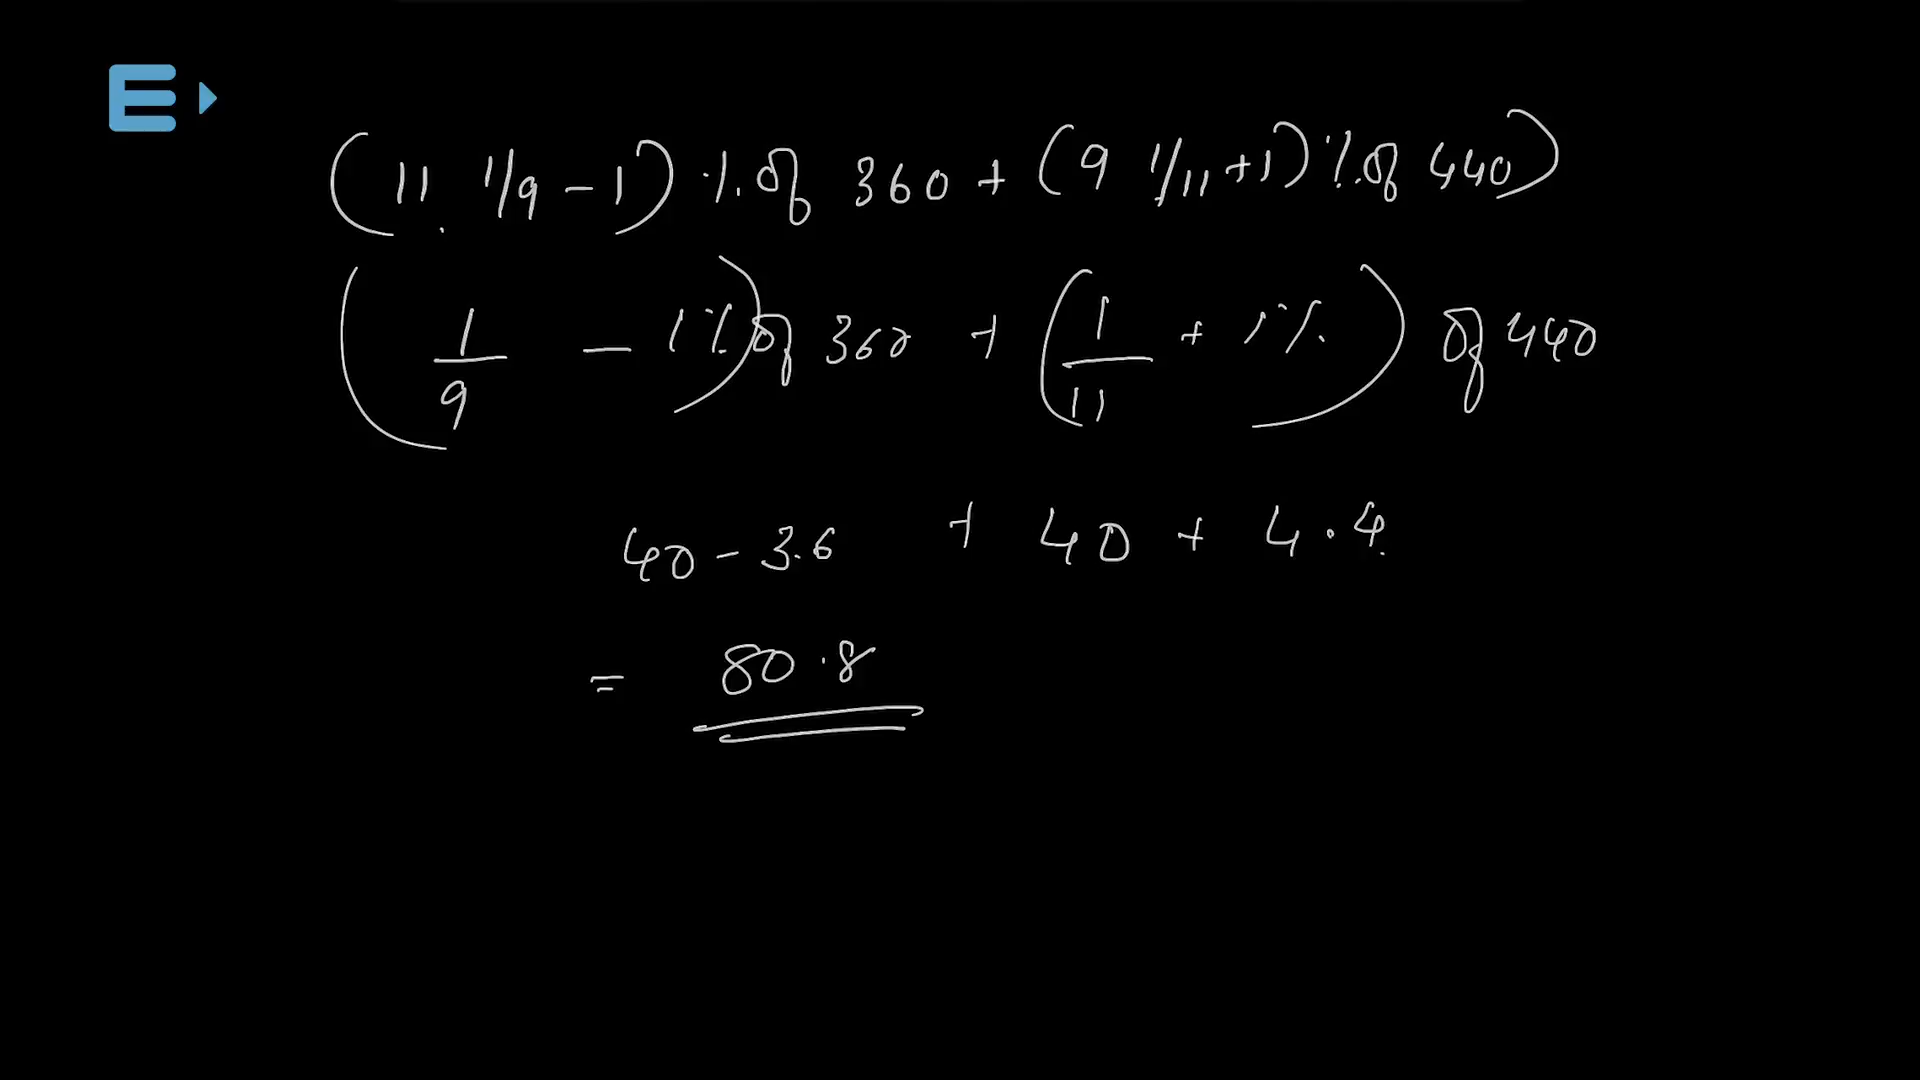 E
(11 1/9 - 1) % of 360 + (9 1/11 + 1) % of 440)
(1/9 - 1%) of 360 + (1/11 + 1%) of 440
40 - 3.6 + 40 + 4.4
= 80.8